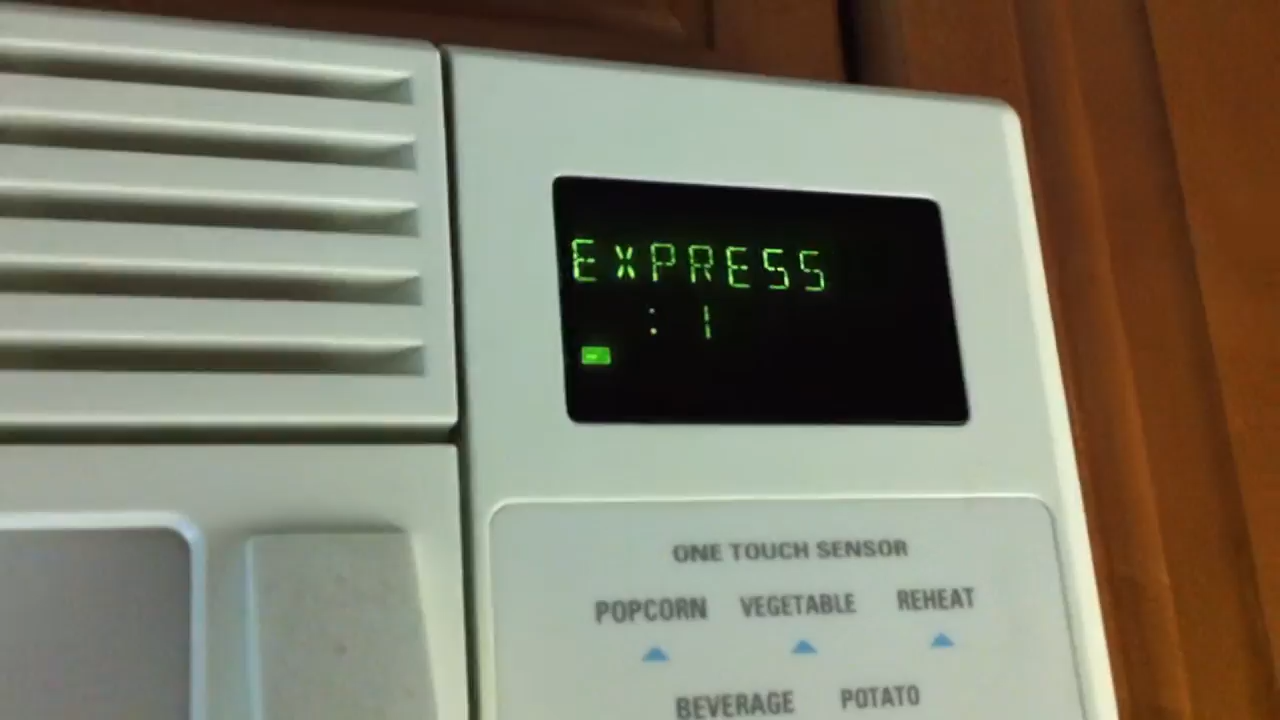 EXPRESS
: 1
ONE TOUCH SENSOR
POPCORN VEGETABLE REHEAT
BEVERAGE POTATO